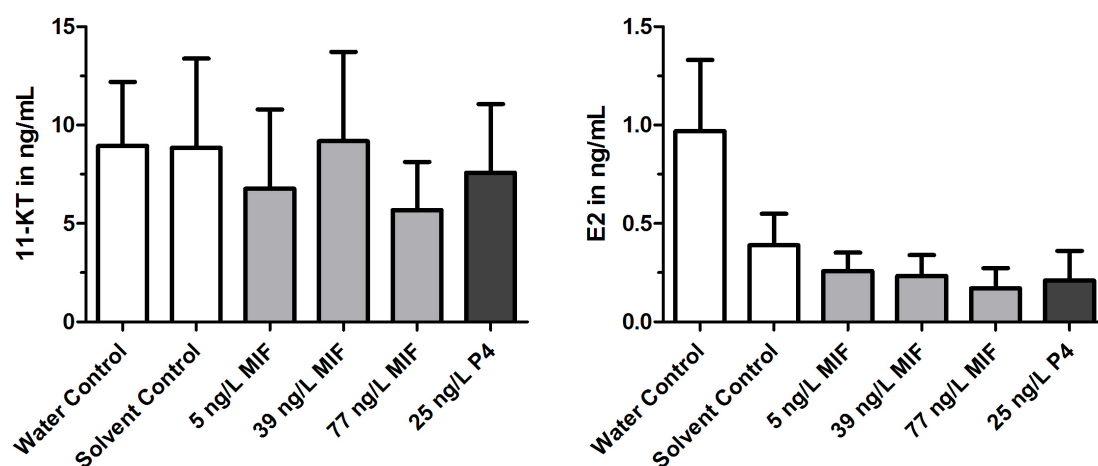 11-KT in ng/mL
15
10
5
0
Water Control
Solvent Control
5 ng/L MIF
39 ng/L MIF
77 ng/L MIF
25 ng/L P4
E2 in ng/mL
1.5
1.0
0.5
0.0
Water Control
Solvent Control
5 ng/L MIF
39 ng/L MIF
77 ng/L MIF
25 ng/L P4